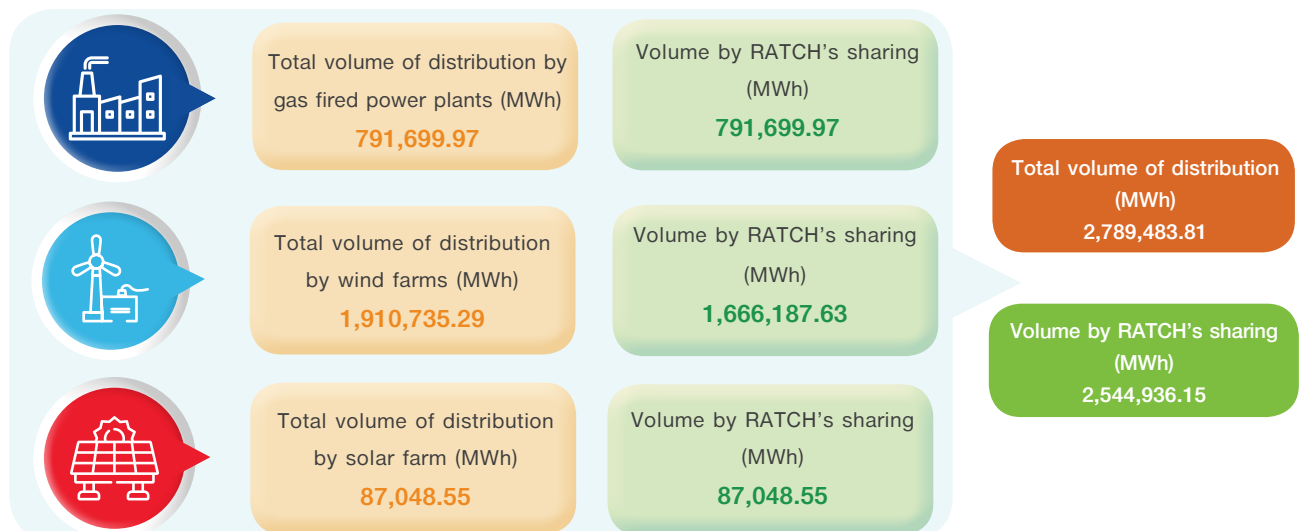 Total volume of distribution by
gas fired power plants (MWh)
791,699.97
Volume by RATCH's sharing
(MWh)
791,699.97
Total volume of distribution
by wind farms (MWh)
1,910,735.29
Volume by RATCH's sharing
(MWh)
1,666,187.63
Total volume of distribution
by solar farm (MWh)
87,048.55
Volume by RATCH's sharing
(MWh)
87,048.55
Total volume of distribution
(MWh)
2,789,483.81
Volume by RATCH's sharing
(MWh)
2,544,936.15